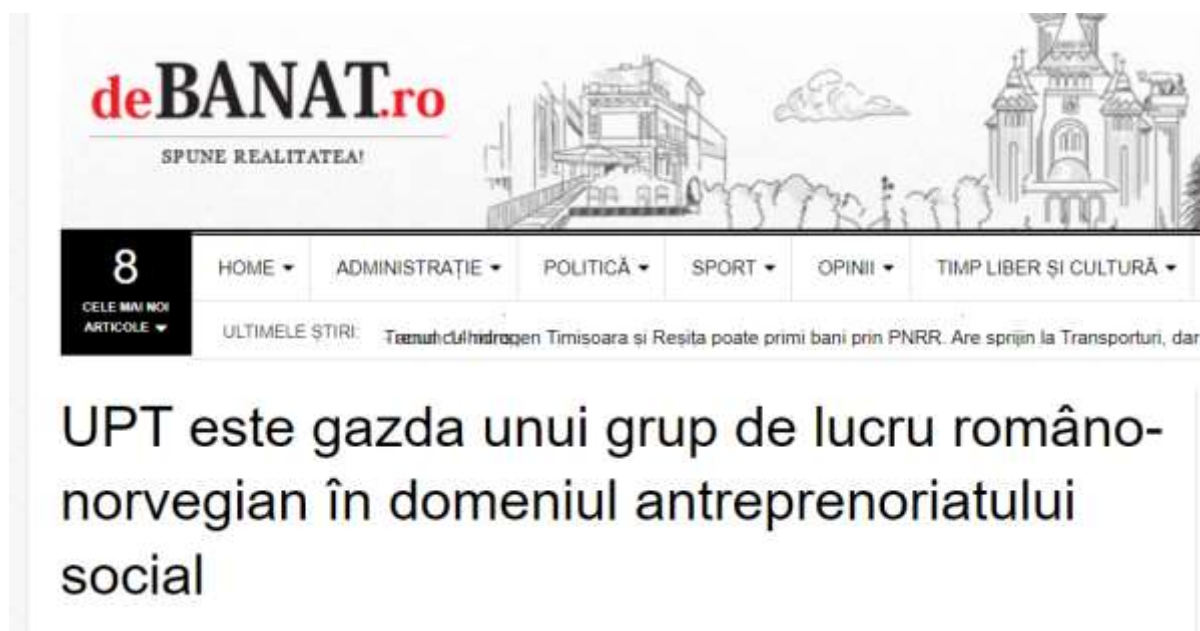 deBANAT.ro
SPUNE REALITATEA!
8
CELE MAI NOI
ARTICOLE
HOME
ADMINISTRAȚIE
POLITICĂ
SPORT
OPINII
TIMP LIBER ȘI CULTURĂ
ULTIMELE ȘTIRI:
Timișoara și Reșița poate primi bani prin PNRR. Are sprijin la Transporturi, dar
UPT este gazda unui grup de lucru româno-
norvegian în domeniul antreprenoriatului
social